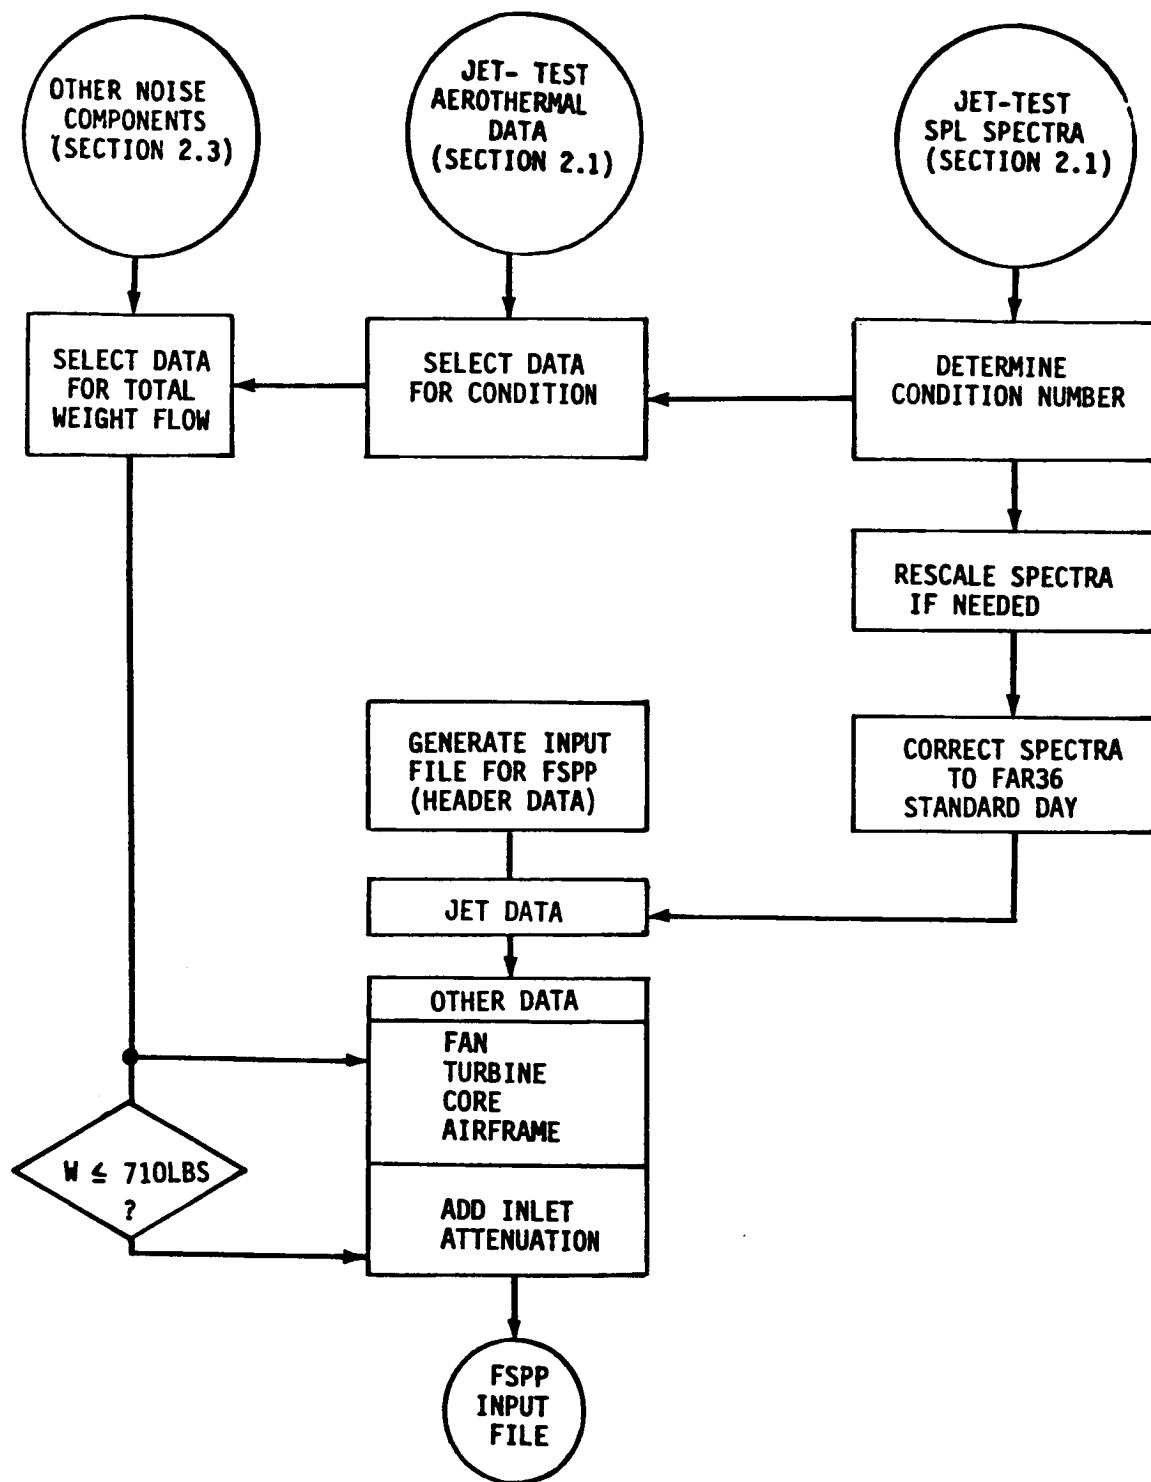 OTHER NOISE
COMPONENTS
(SECTION 2.3)
JET- TEST
AEROTHERMAL
DATA
(SECTION 2.1)
JET-TEST
SPL SPECTRA
(SECTION 2.1)
SELECT DATA
FOR TOTAL
WEIGHT FLOW
SELECT DATA
FOR CONDITION
DETERMINE
CONDITION NUMBER
RESCALE SPECTRA
IF NEEDED
GENERATE INPUT
FILE FOR FSPP
(HEADER DATA)
CORRECT SPECTRA
TO FAR36
STANDARD DAY
JET DATA
OTHER DATA
FAN
TURBINE
CORE
AIRFRAME
W ≤ 710LBS
?
ADD INLET
ATTENUATION
FSPP
INPUT
FILE